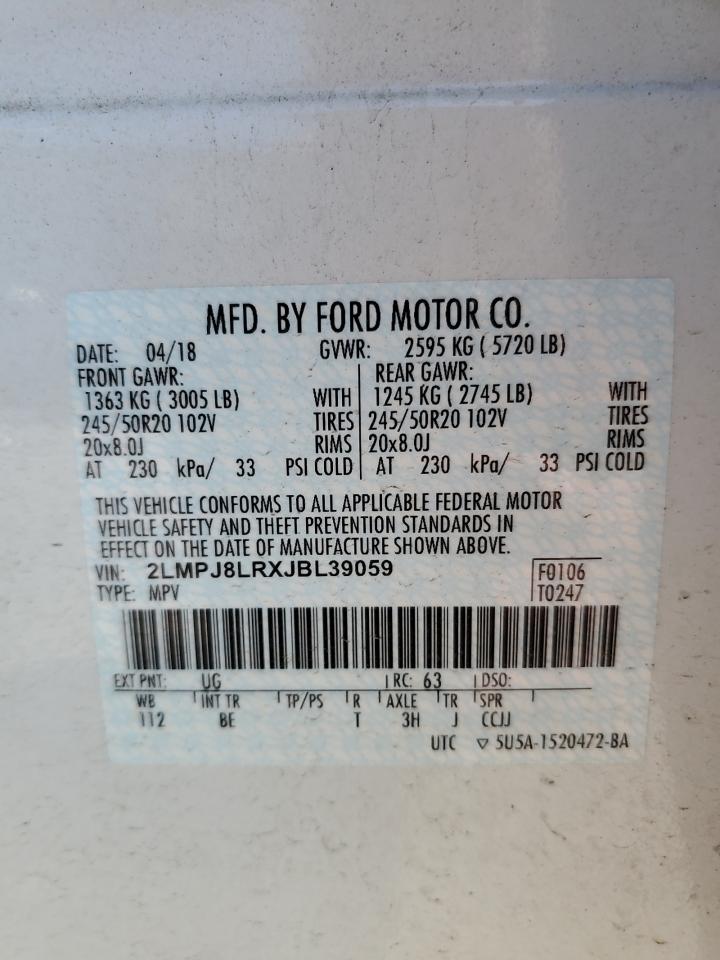 MFD. BY FORD MOTOR CO.
DATE: 04/18 GVWR: 2595 KG ( 5720 LB)
FRONT GAWR: REAR GAWR:
1363 KG ( 3005 LB) WITH 1245 KG ( 2745 LB) WITH
245/50R20 102V TIRES 245/50R20 102V TIRES
20x8.0J RIMS 20x8.0J RIMS
AT 230 kPa/ 33 PSI COLD AT 230 kPa/ 33 PSI COLD
THIS VEHICLE CONFORMS TO ALL APPLICABLE FEDERAL MOTOR
VEHICLE SAFETY AND THEFT PREVENTION STANDARDS IN
EFFECT ON THE DATE OF MANUFACTURE SHOWN ABOVE.
VIN: 2LMPJ8LRXJBL39059 F0106
TYPE: MPV T0247
EXT PNT: UG RC: 63 DSO:
WB INT TR TP/PS R AXLE TR SPR
112 BE T 3H J CCJJ
UTC ▽ 5U5A-1520472-BA